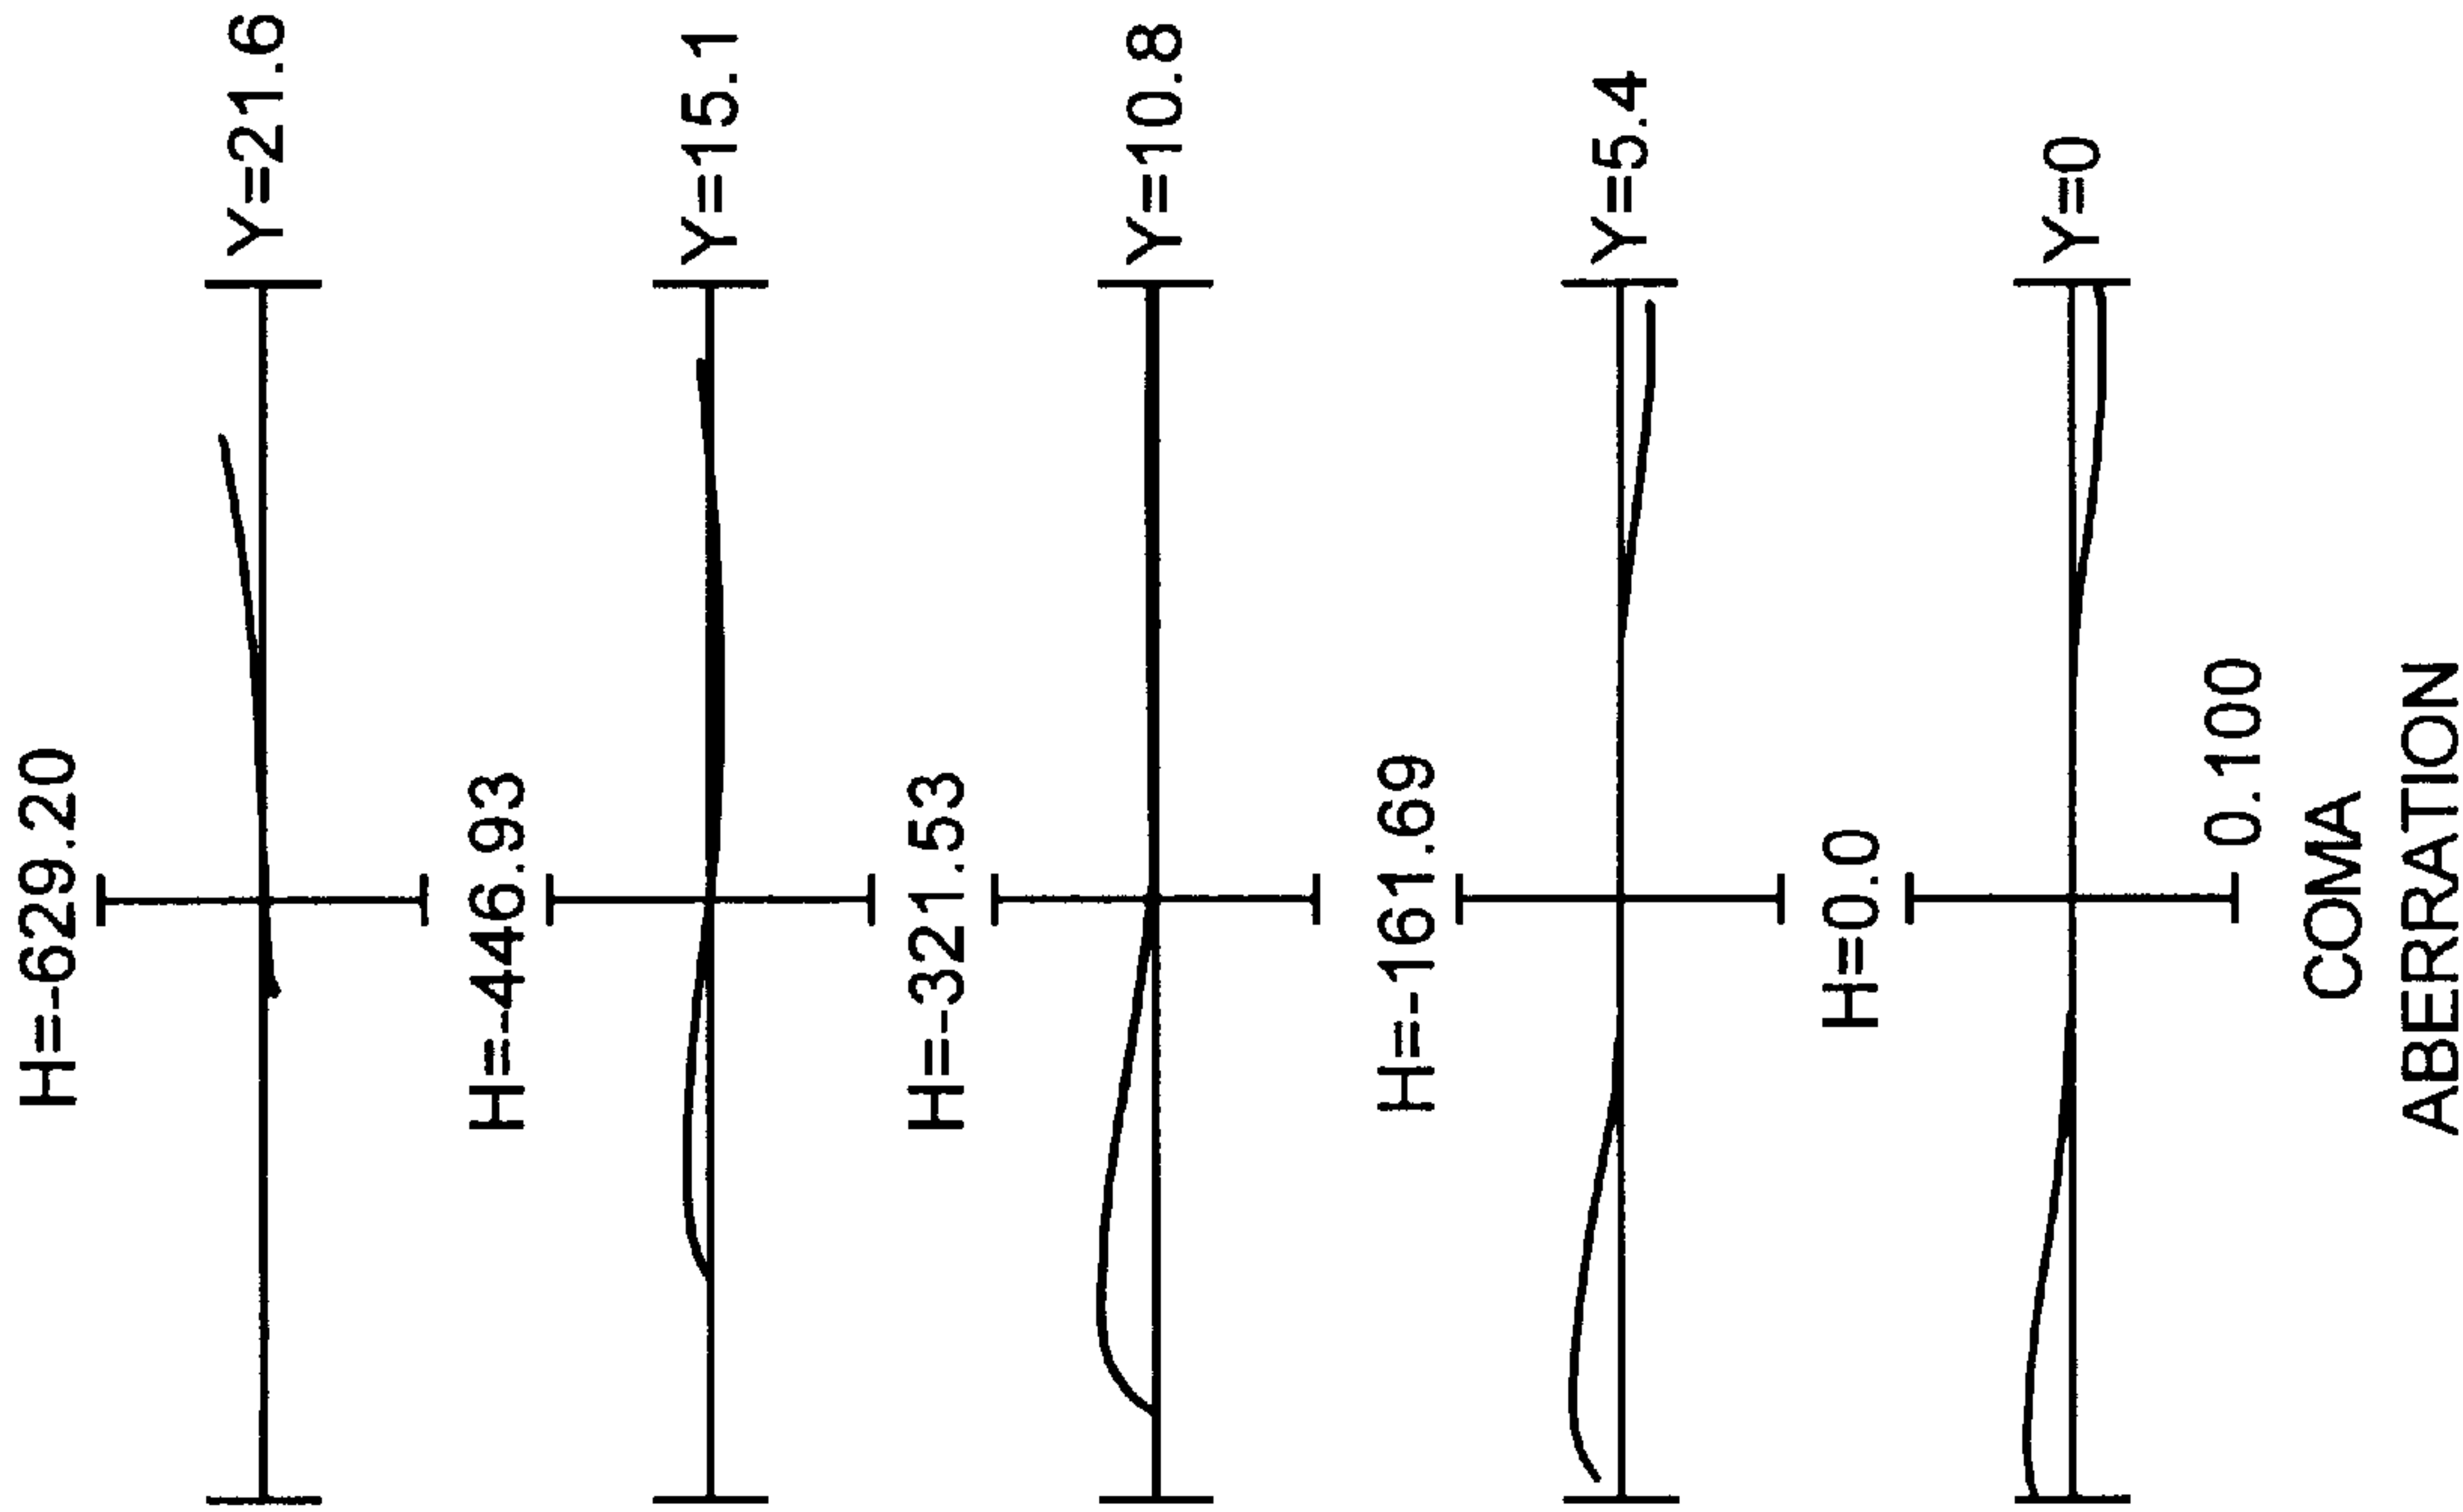 H=-629.20
Y=21.6
H=-446.93
Y=15.1
H=-321.53
Y=10.8
H=-161.69
Y=5.4
H=0.0
Y=0
0.100
COMA
ABERRATION